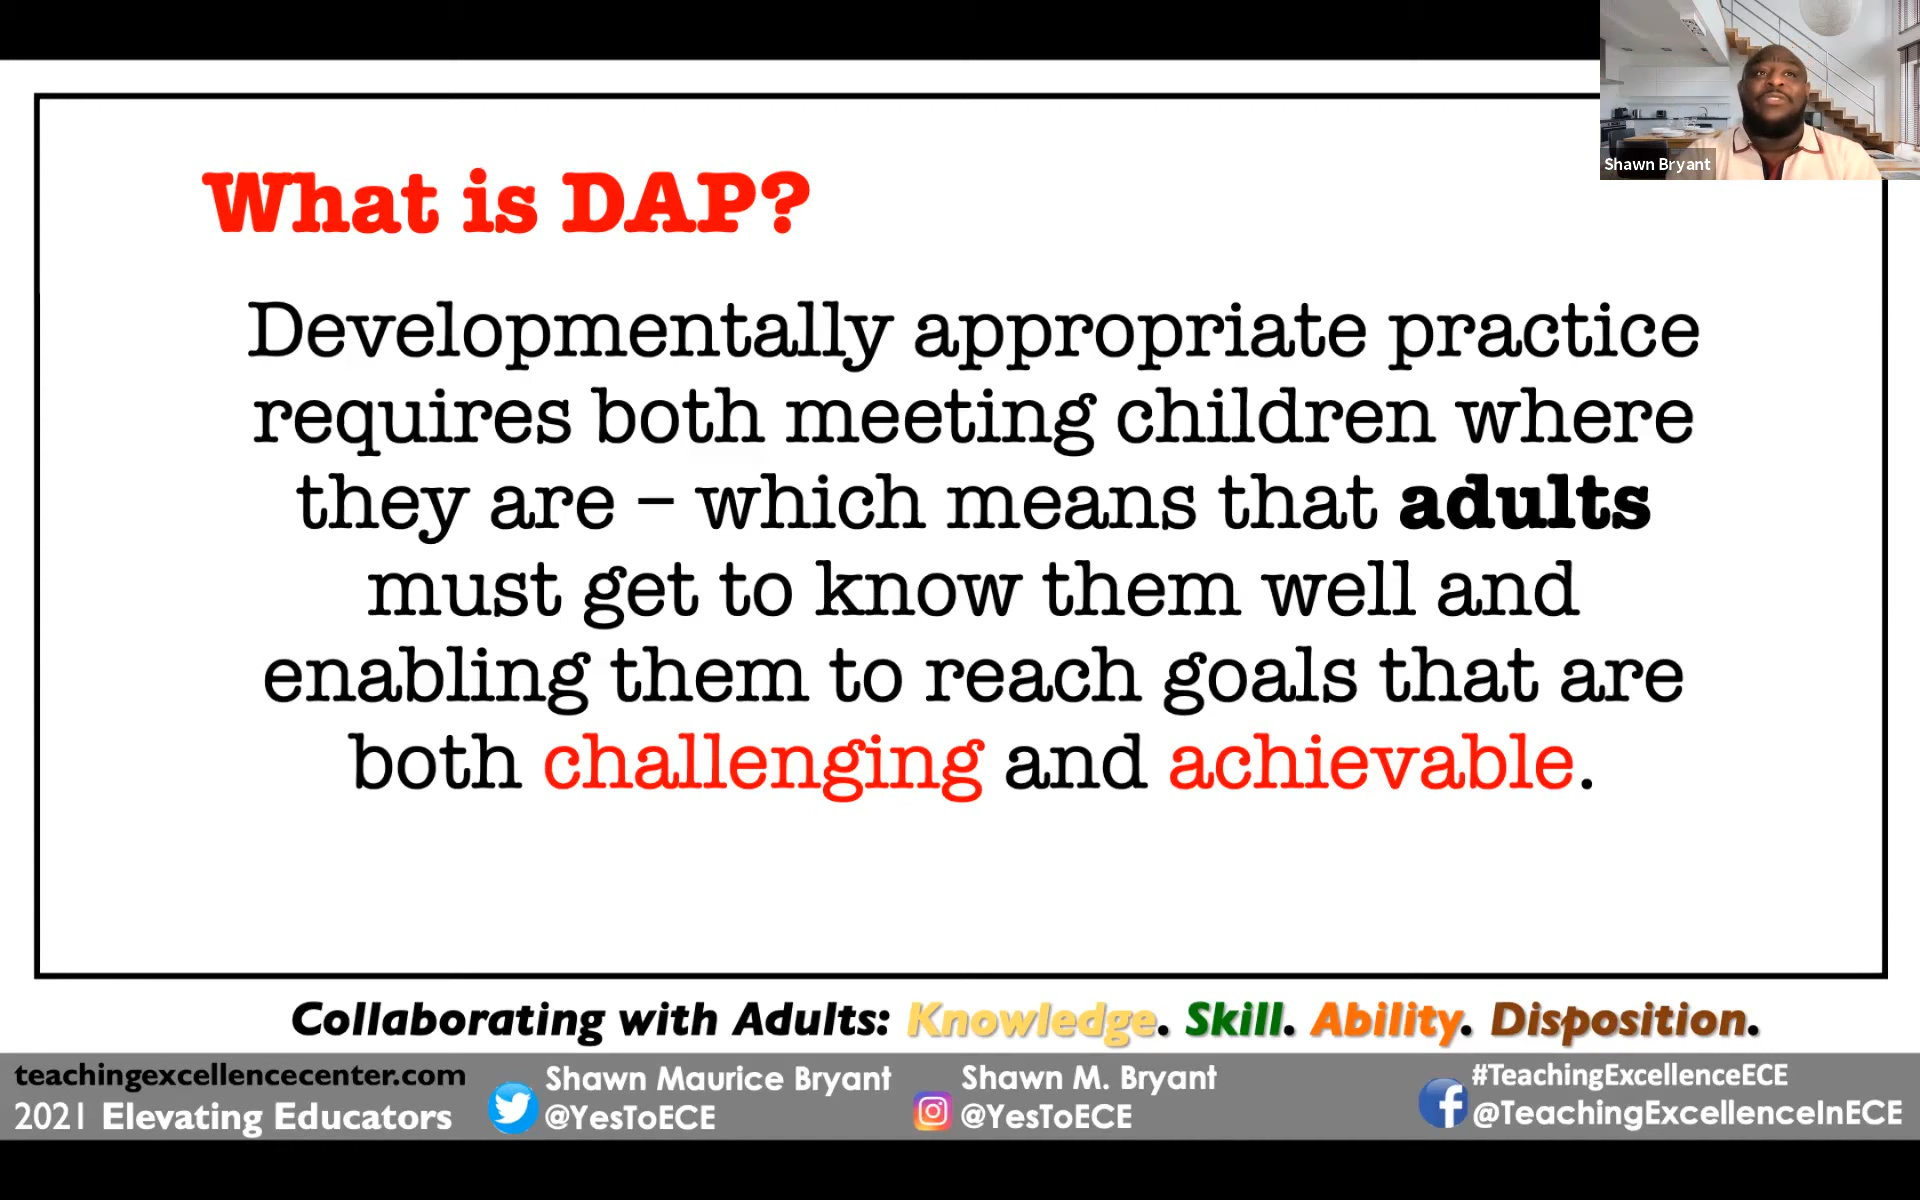 Shawn Bryant
What is DAP?
Developmentally appropriate practice
requires both meeting children where
they are – which means that adults
must get to know them well and
enabling them to reach goals that are
both challenging and achievable.
Collaborating with Adults: Knowledge. Skill. Ability. Disposition.
teachingexcellencecenter.com
2021 Elevating Educators
Shawn Maurice Bryant
@YesToECE
Shawn M. Bryant
@YesToECE
#TeachingExcellenceECE
@TeachingExcellenceInECE